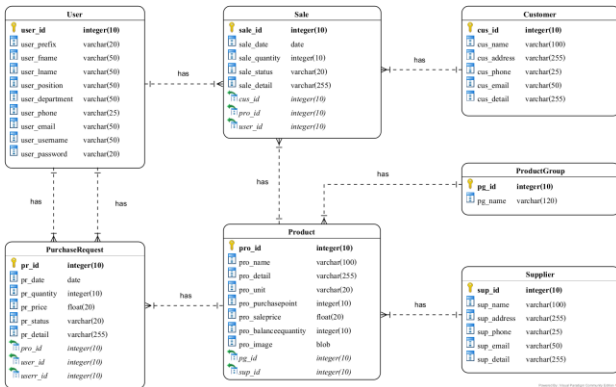 User
user_id integer(10)
user_prefix varchar(20)
user_fname varchar(50)
user_lname varchar(50)
user_position varchar(50)
user_department varchar(50)
user_phone varchar(25)
user_email varchar(50)
user_username varchar(50)
user_password varchar(20)
has
Sale
sale_id integer(10)
sale_date date
sale_quantity integer(10)
sale_status varchar(20)
sale_detail varchar(255)
cus_id integer(10)
pro_id integer(10)
user_id integer(10)
has
Customer
cus_id integer(10)
cus_name varchar(100)
cus_address varchar(255)
cus_phone varchar(25)
cus_email varchar(50)
cus_detail varchar(255)
has
has
has
has
ProductGroup
pg_id integer(10)
pg_name varchar(120)
PurchaseRequest
pr_id integer(10)
pr_date date
pr_quantity integer(10)
pr_price float(20)
pr_status varchar(20)
pr_detail varchar(255)
pro_id integer(10)
user_id integer(10)
userr_id integer(10)
has
Product
pro_id integer(10)
pro_name varchar(100)
pro_detail varchar(255)
pro_unit varchar(20)
pro_purchasepoint integer(10)
pro_saleprice float(20)
pro_balanceequantity integer(10)
pro_image blob
pg_id integer(10)
sup_id integer(10)
has
Supplier
sup_id integer(10)
sup_name varchar(100)
sup_address varchar(255)
sup_phone varchar(25)
sup_email varchar(50)
sup_detail varchar(255)